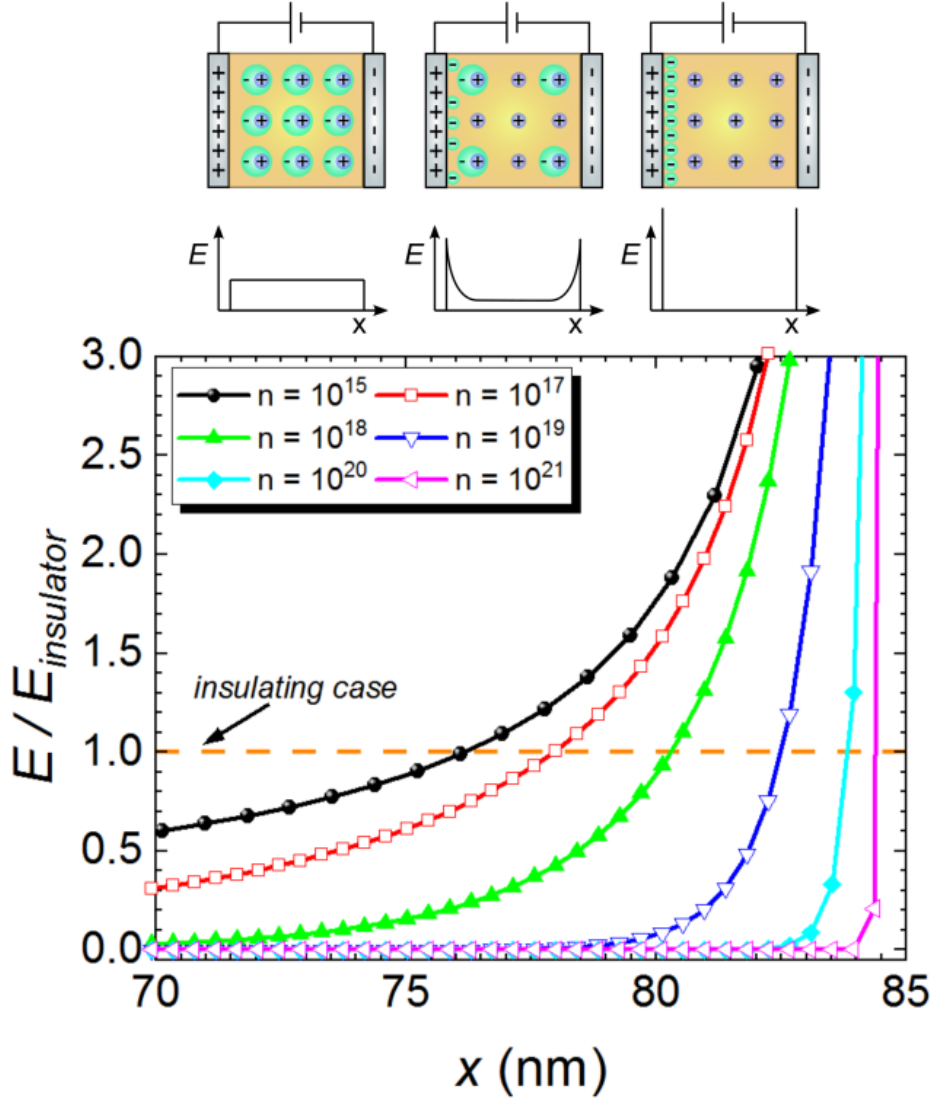 E
x
E
x
E
x
3.0
2.5
2.0
1.5
1.0
0.5
0.0
E / E_insulator
n = 10^15
n = 10^17
n = 10^18
n = 10^19
n = 10^20
n = 10^21
insulating case
70
75
80
85
x (nm)